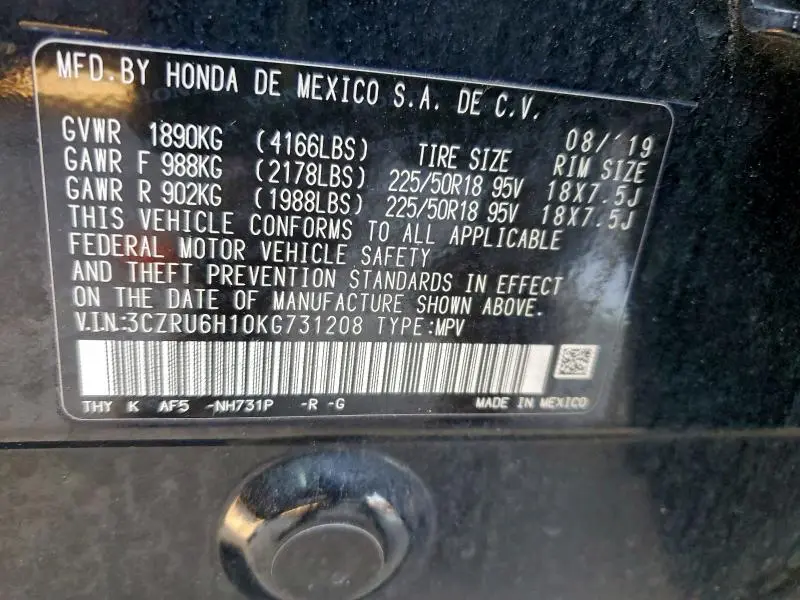 MFD.BY HONDA DE MEXICO S.A. DE C.V.
08/'19
GVWR 1890KG (4166LBS) TIRE SIZE RIM SIZE
GAWR F 988KG (2178LBS) 225/50R18 95V 18X7.5J
GAWR R 902KG (1988LBS) 225/50R18 95V 18X7.5J
THIS VEHICLE CONFORMS TO ALL APPLICABLE
FEDERAL MOTOR VEHICLE SAFETY
AND THEFT PREVENTION STANDARDS IN EFFECT
ON THE DATE OF MANUFACTURE SHOWN ABOVE.
V.I.N:3CZRU6H10KG731208 TYPE:MPV
THY K AF5 -NH731P -R -G MADE IN MEXICO